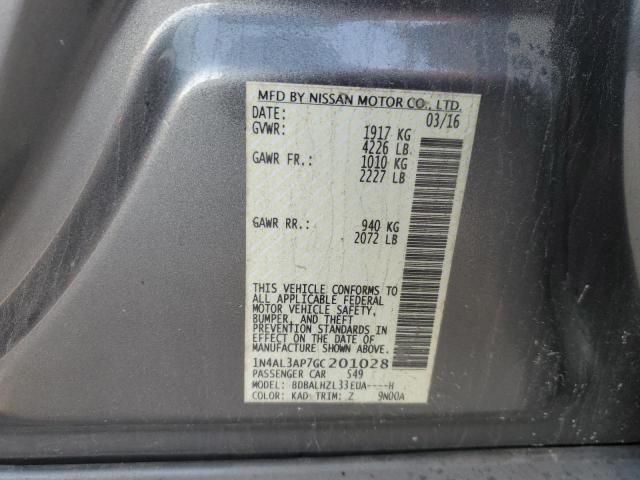 MFD BY NISSAN MOTOR CO., LTD.
DATE: 03/16
GVWR: 1917 KG
4226 LB
GAWR FR.: 1010 KG
2227 LB
GAWR RR.: 940 KG
2072 LB
THIS VEHICLE CONFORMS TO
ALL APPLICABLE FEDERAL
MOTOR VEHICLE SAFETY,
BUMPER, AND THEFT
PREVENTION STANDARDS IN
EFFECT ON THE DATE OF
MANUFACTURE SHOWN ABOVE.
1N4AL3AP7GC201028
PASSENGER CAR S49
MODEL: BDBALHZL33EUA----H
COLOR: KAD TRIM: Z 9N00A